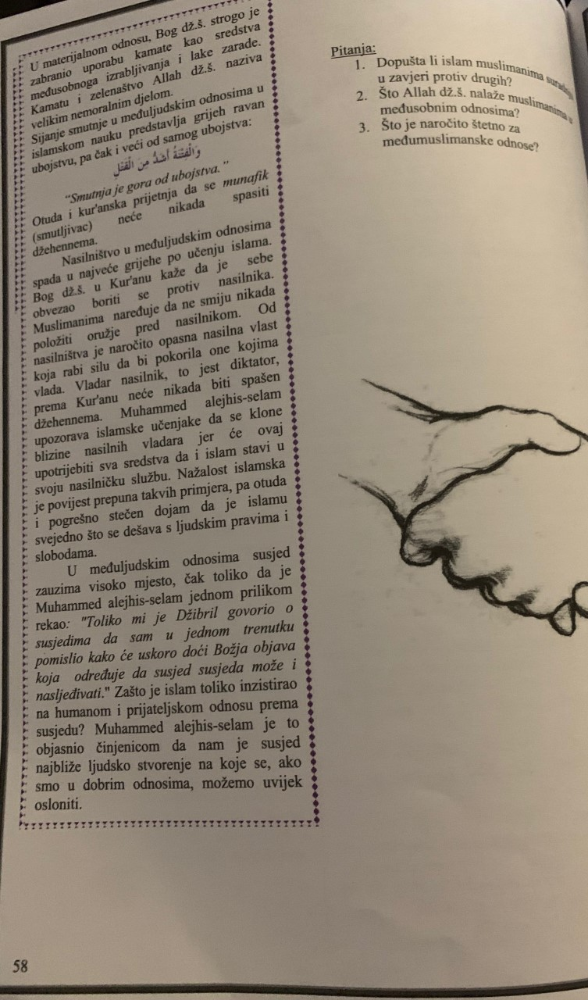 U materijalnom odnosu, Bog dž.š. strogo je
zabranio uporabu kamate kao sredstva
međusobnoga izrabljivanja i lake zarade.
Kamatu i zelenaštvo Allah dž.š. naziva
velikim nemoralnim djelom.
Sijanje smutnje u međuljudskim odnosima u
islamskom nauku predstavlja grijeh ravan
ubojstvu, pa čak i veći od samog ubojstva:
وَالْفِتْنَةُ أَشَدُّ مِنَ الْقَتْلِ
“Smutnja je gora od ubojstva. ”
Otuda i kur'anska prijetnja da se munafik
(smutljivac) neće nikada spasiti
džehennema.
Nasilništvo u međuljudskim odnosima
spada u najveće grijehe po učenju islama.
Bog dž.š. u Kur'anu kaže da je sebe
obvezao boriti se protiv nasilnika.
Muslimanima naređuje da ne smiju nikada
položiti oružje pred nasilnikom. Od
nasilništva je naročito opasna nasilna vlast
koja rabi silu da bi pokorila one kojima
vlada. Vladar nasilnik, to jest diktator,
prema Kur'anu neće nikada biti spašen
džehennema. Muhammed alejhis-selam
upozorava islamske učenjake da se klone
blizine nasilnih vladara jer će ovaj
upotrijebiti sva sredstva da i islam stavi u
svoju nasilničku službu. Nažalost islamska
je povijest prepuna takvih primjera, pa otuda
i pogrešno stečen dojam da je islamu
svejedno što se dešava s ljudskim pravima i
slobodama.
U međuljudskim odnosima susjed
zauzima visoko mjesto, čak toliko da je
Muhammed alejhis-selam jednom prilikom
rekao: "Toliko mi je Džibril govorio o
susjedima da sam u jednom trenutku
pomislio kako će uskoro doći Božja objava
koja određuje da susjed susjeda može i
nasljeđivati." Zašto je islam toliko inzistirao
na humanom i prijateljskom odnosu prema
susjedu? Muhammed alejhis-selam je to
objasnio činjenicom da nam je susjed
najbliže ljudsko stvorenje na koje se, ako
smo u dobrim odnosima, možemo uvijek
osloniti.
Pitanja:
1. Dopušta li islam muslimanima
u zavjeri protiv drugih?
2. Što Allah dž.š. nalaže muslimanima u
međusobnim odnosima?
3. Što je naročito štetno za
međumuslimanske odnose?
58